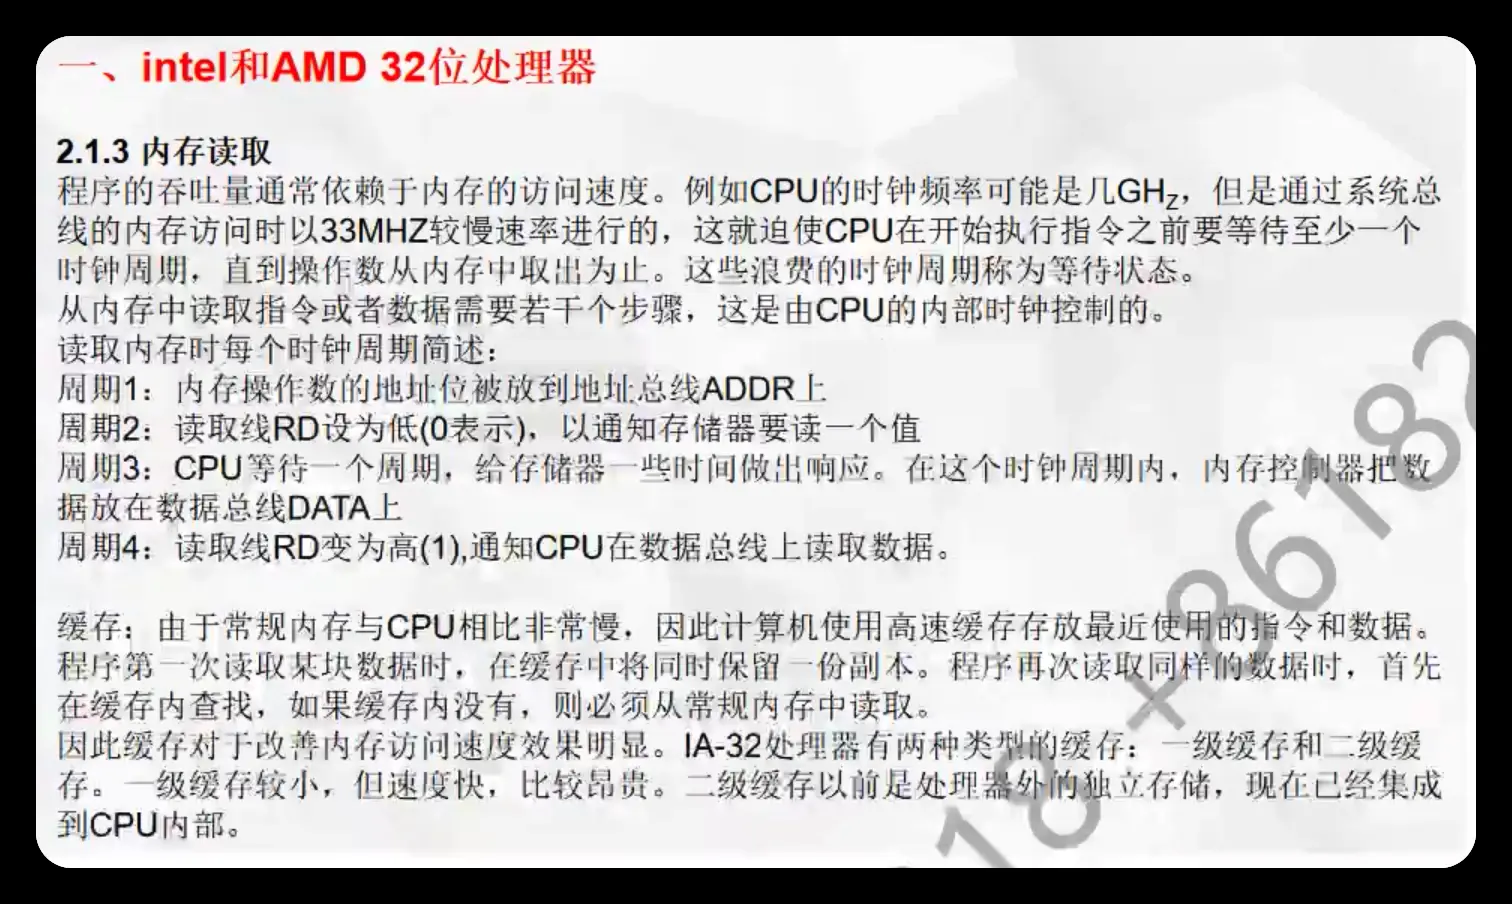 一、intel和AMD 32位处理器
2.1.3 内存读取
程序的吞吐量通常依赖于内存的访问速度。例如CPU的时钟频率可能是几GHz，但是通过系统总
线的内存访问时以33MHZ较慢速率进行的，这就迫使CPU在开始执行指令之前要等待至少一个
时钟周期，直到操作数从内存中取出为止。这些浪费的时钟周期称为等待状态。
从内存中读取指令或者数据需要若干个步骤，这是由CPU的内部时钟控制的。
读取内存时每个时钟周期简述：
周期1：内存操作数的地址位被放到地址总线ADDR上
周期2：读取线RD设为低(0表示)，以通知存储器要读一个值
周期3：CPU等待一个周期，给存储器一些时间做出响应。在这个时钟周期内，内存控制器把数
据放在数据总线DATA上
周期4：读取线RD变为高(1),通知CPU在数据总线上读取数据。
缓存：由于常规内存与CPU相比非常慢，因此计算机使用高速缓存存放最近使用的指令和数据。
程序第一次读取某块数据时，在缓存中将同时保留一份副本。程序再次读取同样的数据时，首先
在缓存内查找，如果缓存内没有，则必须从常规内存中读取。
因此缓存对于改善内存访问速度效果明显。IA-32处理器有两种类型的缓存：一级缓存和二级缓
存。一级缓存较小，但速度快，比较昂贵。二级缓存以前是处理器外的独立存储，现在已经集成
到CPU内部。
18.+86182